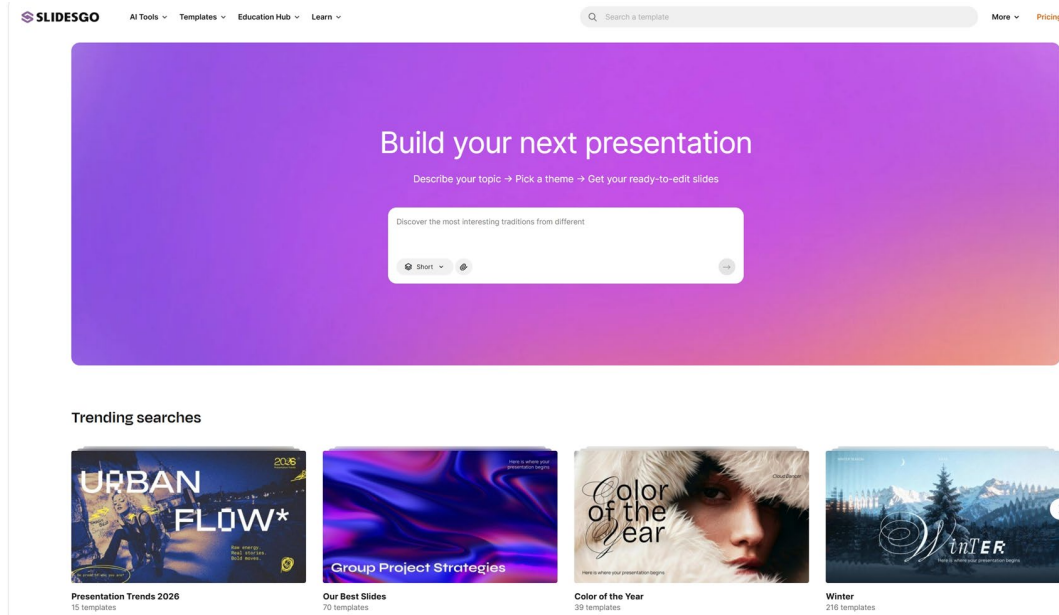 SLIDESGO
AI Tools
Templates
Education Hub
Learn
Search a template
More
Pricing
Build your next presentation
Describe your topic → Pick a theme → Get your ready-to-edit slides
Discover the most interesting traditions from different
Short
Trending searches
2026
URBAN
FLOW*
Raw energy.
Real stories.
Bold moves.
Here is where your
presentation begins
Group Project Strategies
Cloud Dancer
Color
of the
Year
Here is where your presentation begins
Winter
Here is where your presentation begins
Presentation Trends 2026
15 templates
Our Best Slides
70 templates
Color of the Year
39 templates
Winter
216 templates